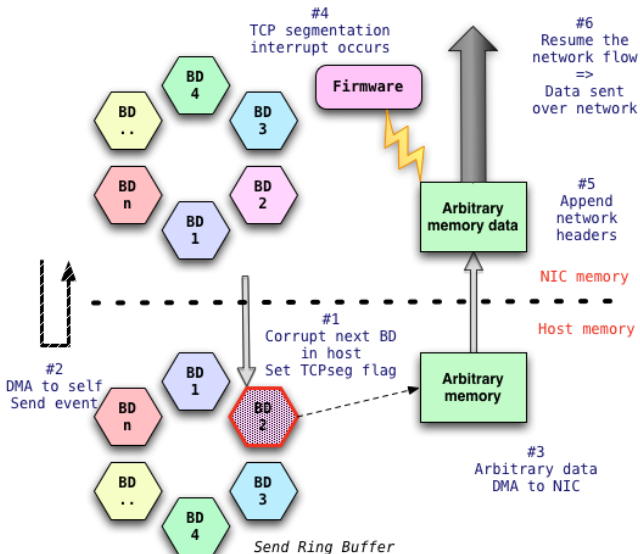 #4
TCP segmentation
interrupt occurs
#6
Resume the
network flow
=>
Data sent
over network
Firmware
BD
4
BD
..
BD
3
BD
n
BD
2
BD
1
Arbitrary
memory data
#5
Append
network
headers
NIC memory
Host memory
#1
Corrupt next BD
in host
Set TCPseg flag
#2
DMA to self
Send event
BD
1
BD
n
BD
2
BD
..
BD
3
BD
4
Arbitrary
memory
#3
Arbitrary data
DMA to NIC
Send Ring Buffer